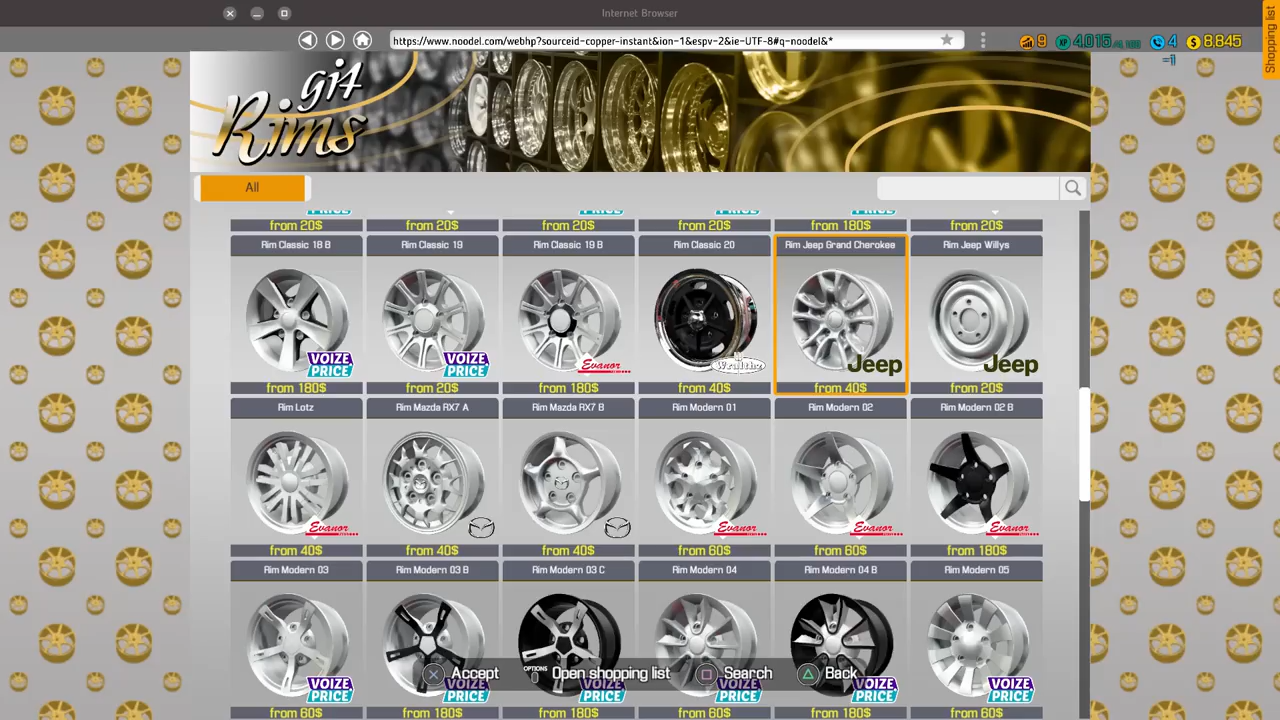 Internet Browser
https://www.noodel.com/webhp?sourceid=copper-instant&ion=1&espv=2&ie=UTF-8#q=noodel&*
9
4.015
4
8.845
Shopping list
git
Rims
All
PRICE PRICE PRICE PRICE
from 20$ from 20$ from 20$ from 20$ from 180$ from 20$
Rim Classic 18 B Rim Classic 19 Rim Classic 19 B Rim Classic 20 Rim Jeep Grand Cherokee Rim Jeep Willys
VOIZE PRICE VOIZE PRICE Evanor Jeep Jeep
from 180$ from 20$ from 180$ from 40$ from 40$ from 20$
Rim Lotz Rim Mazda RX7 A Rim Mazda RX7 B Rim Modern 01 Rim Modern 02 Rim Modern 02 B
Evanor Evanor Evanor Evanor
from 40$ from 40$ from 40$ from 60$ from 60$ from 180$
Rim Modern 03 Rim Modern 03 B Rim Modern 03 C Rim Modern 04 Rim Modern 04 B Rim Modern 05
OPTIONS
Accept Open shopping list Search Back
VOIZE PRICE VOIZE PRICE VOIZE PRICE VOIZE PRICE VOIZE PRICE VOIZE PRICE
from 60$ from 180$ from 180$ from 60$ from 180$ from 60$